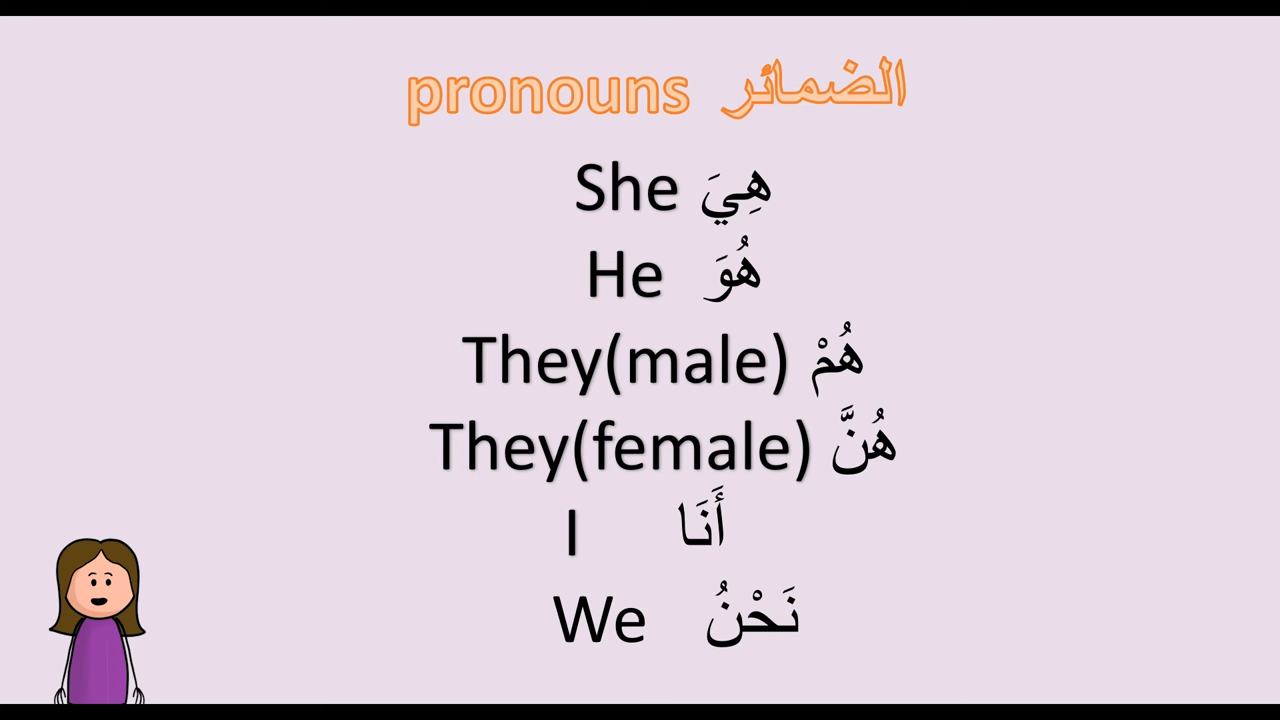 pronouns الضمائر
She هِيَ
He هُوَ
They(male) هُمْ
They(female) هُنَّ
I أَنَا
We نَحْنُ